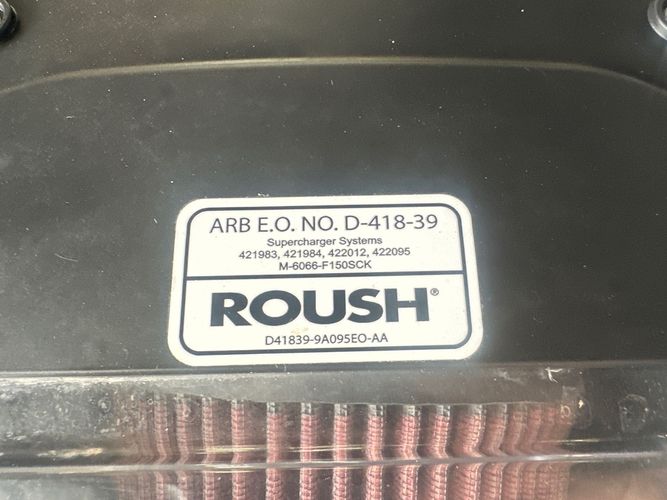 ARB E.O. NO. D-418-39
Supercharger Systems
421983, 421984, 422012, 422095
M-6066-F150SCK
ROUSH®
D41839-9A095EO-AA